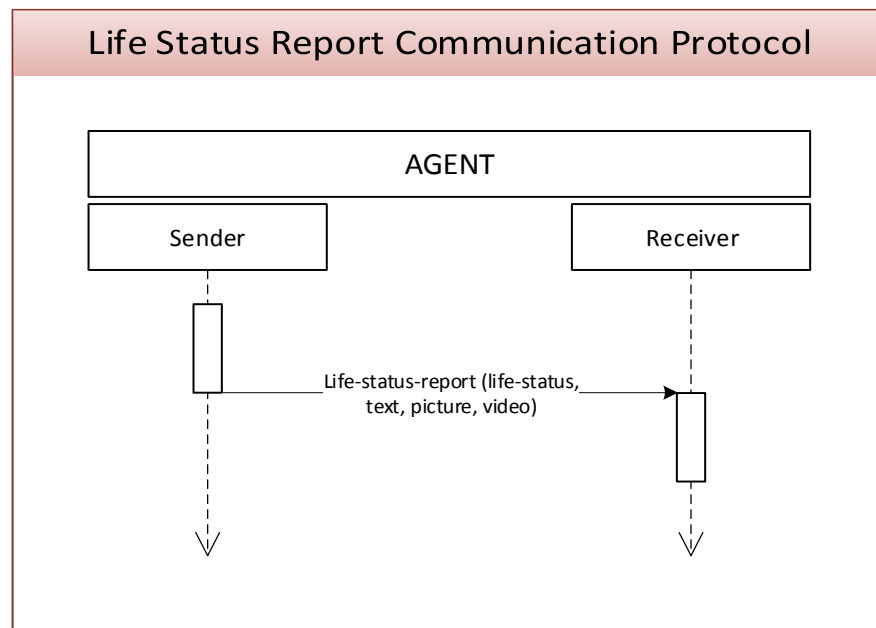 Life Status Report Communication Protocol
AGENT
Sender
Receiver
Life-status-report (life-status,
text, picture, video)